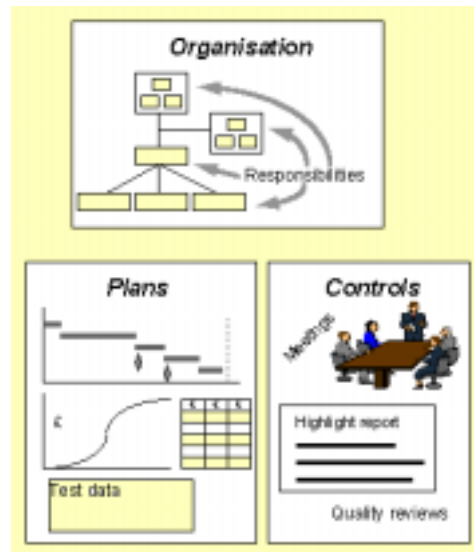 Organisation
Responsibilities
Plans
£
£ £ £
Test data
Controls
Meetings
Highlight report
Quality reviews